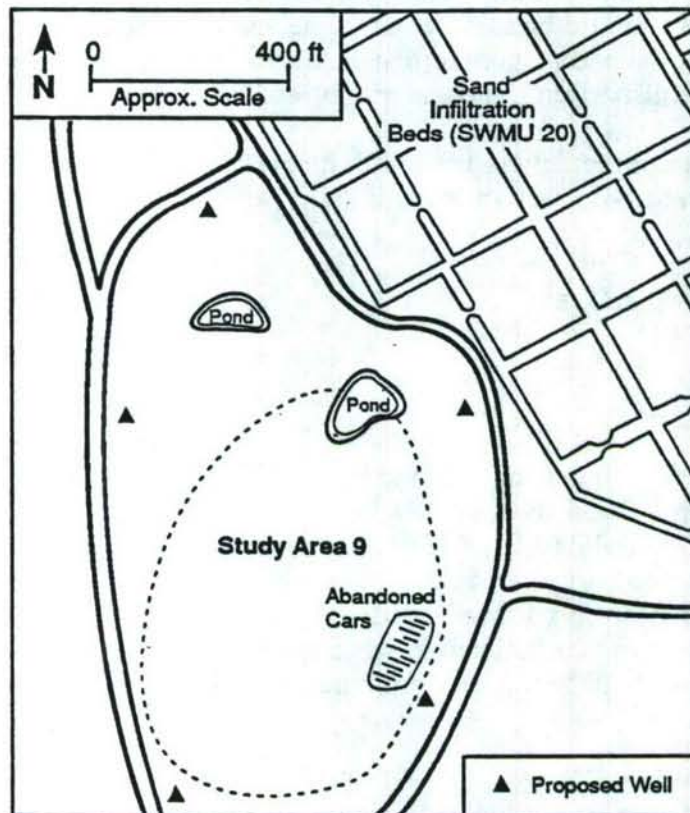 0 400 ft
N
Approx. Scale
Sand
Infiltration
Beds (SWMU 20)
Pond
Pond
Study Area 9
Abandoned
Cars
▲ Proposed Well